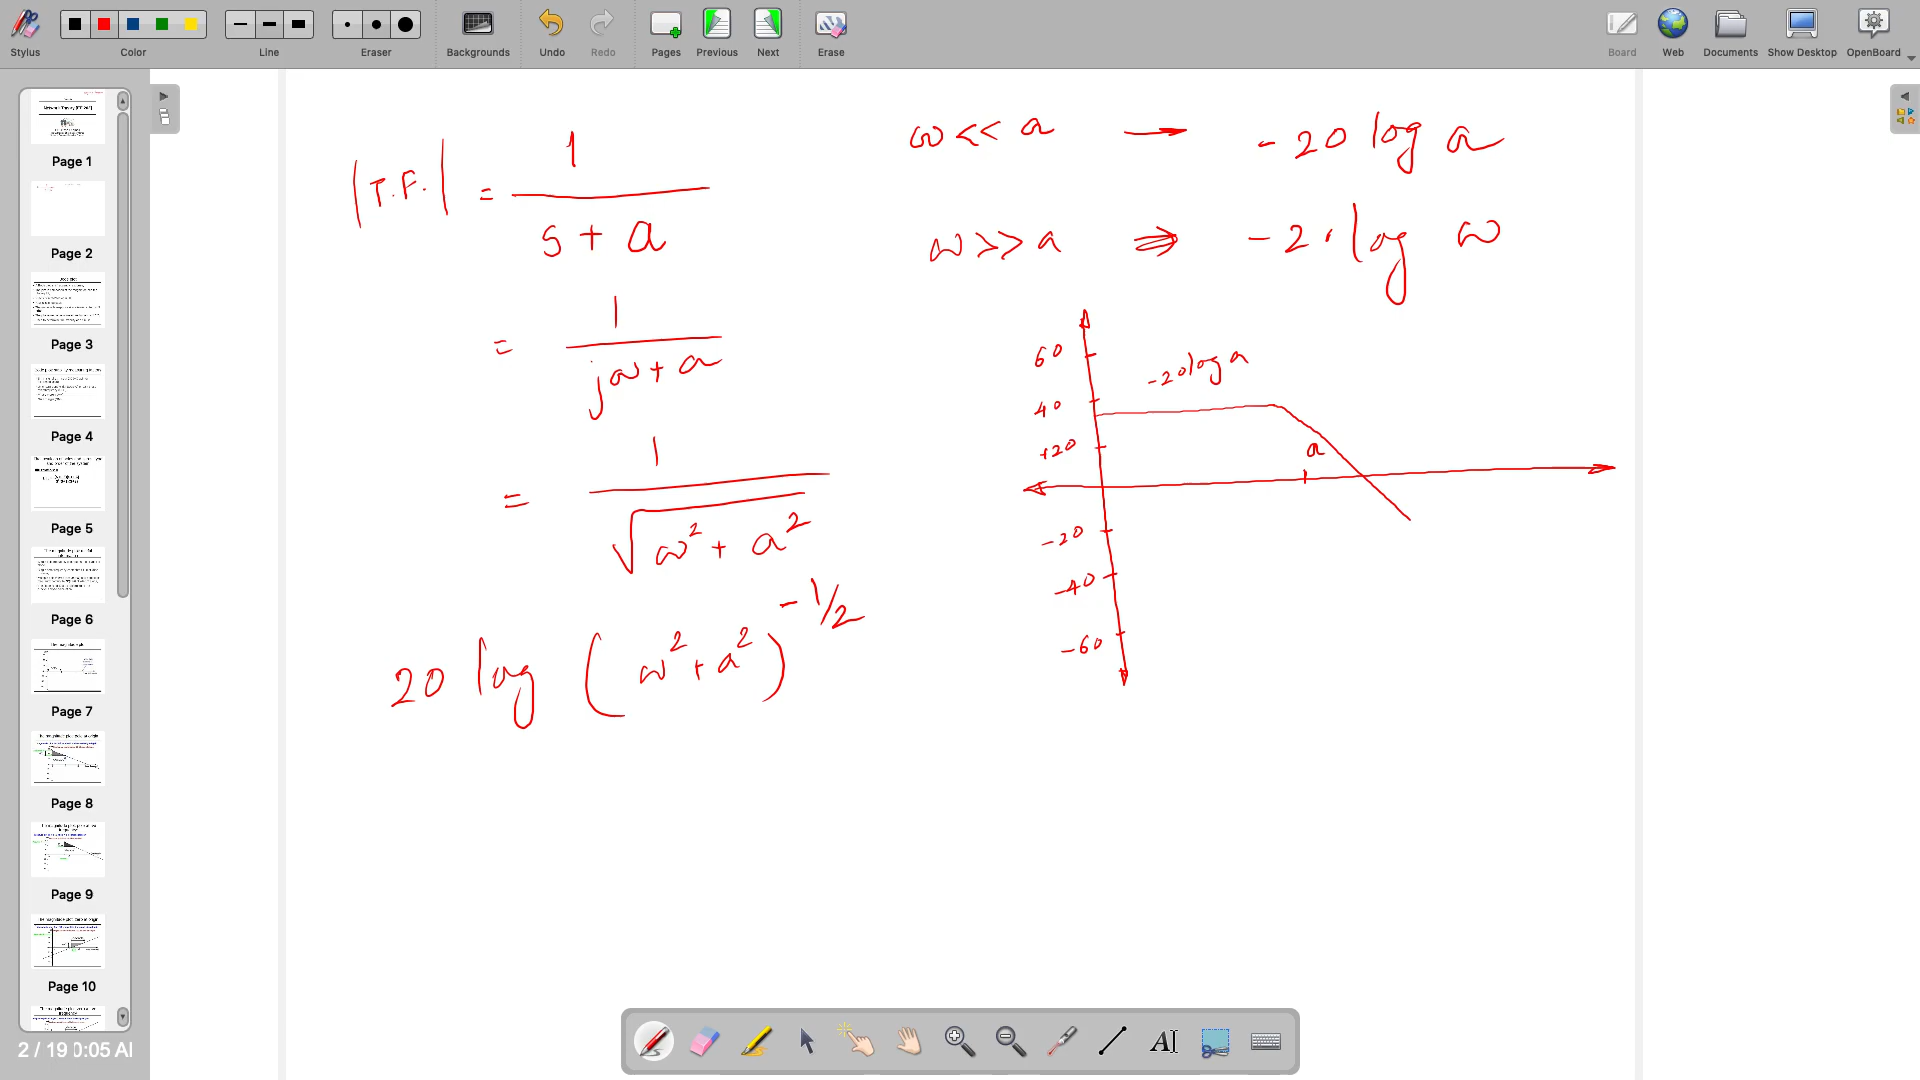 Stylus Color Line Eraser Backgrounds Undo Redo Pages Previous Next Erase Board Web Documents Show Desktop OpenBoard
Page 1
Page 2
Page 3
Page 4
Page 5
Page 6
Page 7
Page 8
Page 9
Page 10
2 / 19 0:05 AI
|T.F.| = 1 / (s + a)
= 1 / (jω + a)
= 1 / √(ω² + a²)
20 log (ω² + a²)^(-1/2)
ω << a → -20 log a
ω >> a ⇒ -20 log ω
60
40
+20
-20
-40
-60
-20 log a
a